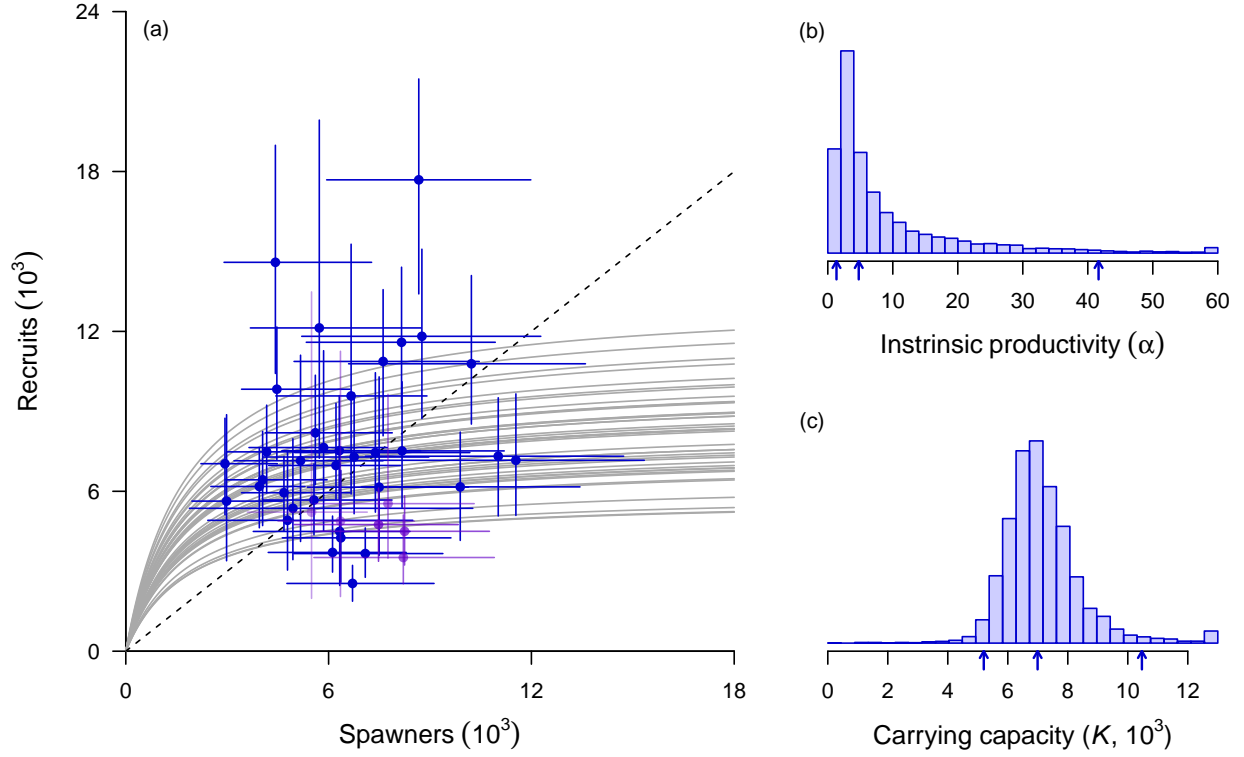 (a)
24
18
12
6
0
0 6 12 18
Recruits (10³)
Spawners (10³)
(b)
0 10 20 30 40 50 60
Instrinsic productivity (α)
(c)
0 2 4 6 8 10 12
Carrying capacity (K, 10³)